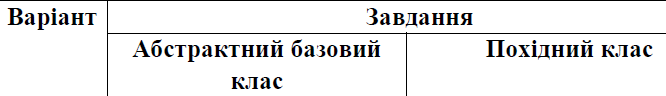 Варіант
Завдання
Абстрактний базовий
клас
Похідний клас